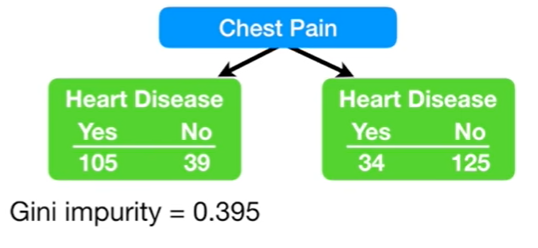 Chest Pain
Heart Disease
Yes No
105 39
Heart Disease
Yes No
34 125
Gini impurity = 0.395